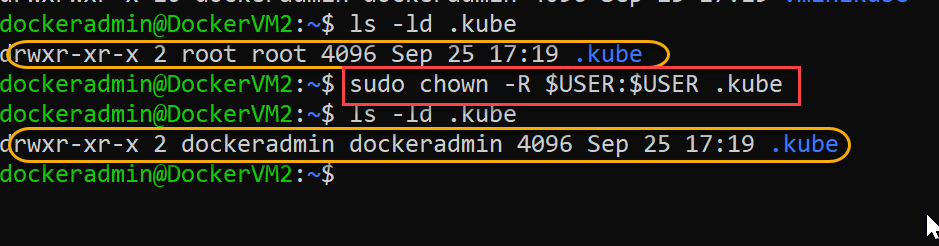 dockeradmin@DockerVM2:~$ ls -ld .kube
drwxr-xr-x 2 root root 4096 Sep 25 17:19 .kube
dockeradmin@DockerVM2:~$ sudo chown -R $USER:$USER .kube
dockeradmin@DockerVM2:~$ ls -ld .kube
drwxr-xr-x 2 dockeradmin dockeradmin 4096 Sep 25 17:19 .kube
dockeradmin@DockerVM2:~$